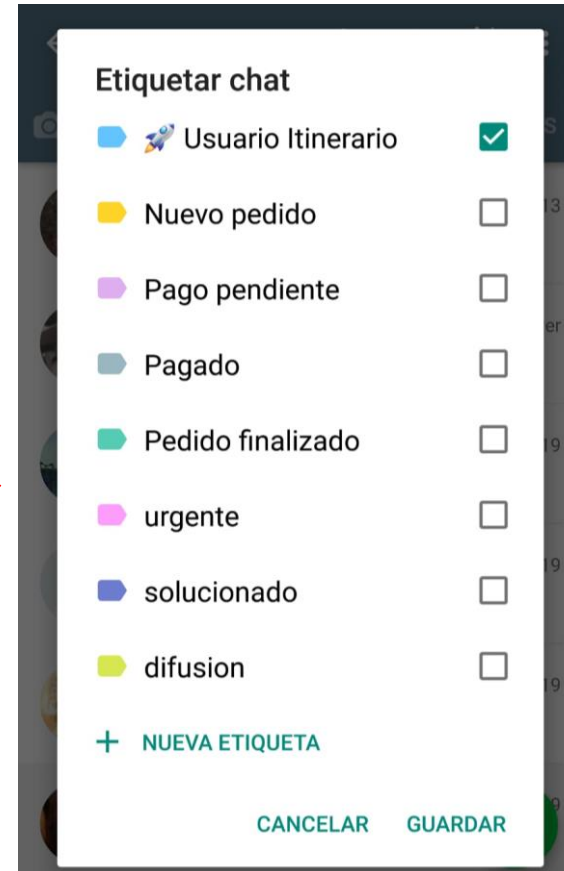 Etiquetar chat
🚀 Usuario Itinerario
Nuevo pedido
Pago pendiente
Pagado
Pedido finalizado
urgente
solucionado
difusion
+ NUEVA ETIQUETA
CANCELAR GUARDAR